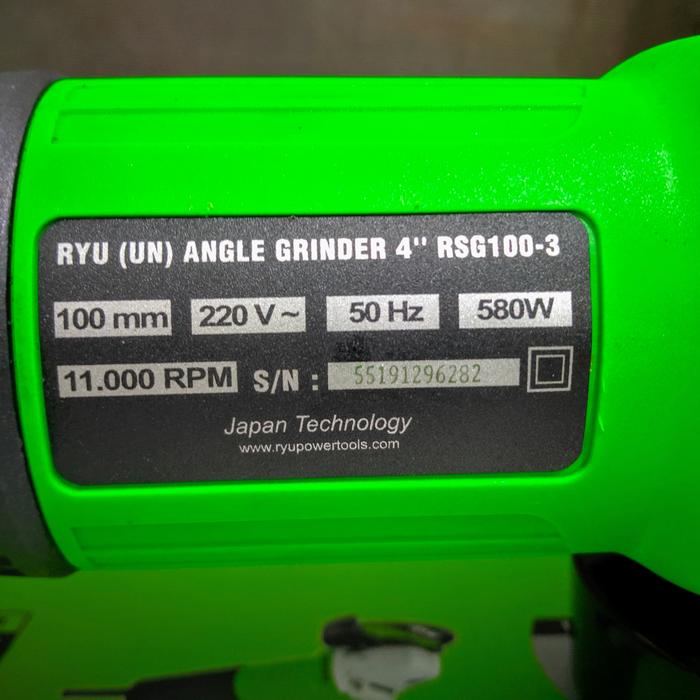 RYU (UN) ANGLE GRINDER 4" RSG100-3
100 mm 220 V~ 50 Hz 580W
11.000 RPM S/N : 55191296282
Japan Technology
www.ryupowertools.com